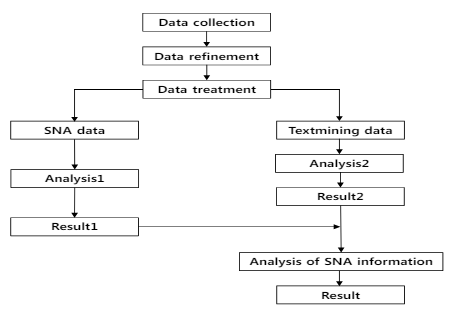 Data collection
Data refinement
Data treatment
SNA data
Textmining data
Analysis1
Analysis2
Result1
Result2
Analysis of SNA information
Result